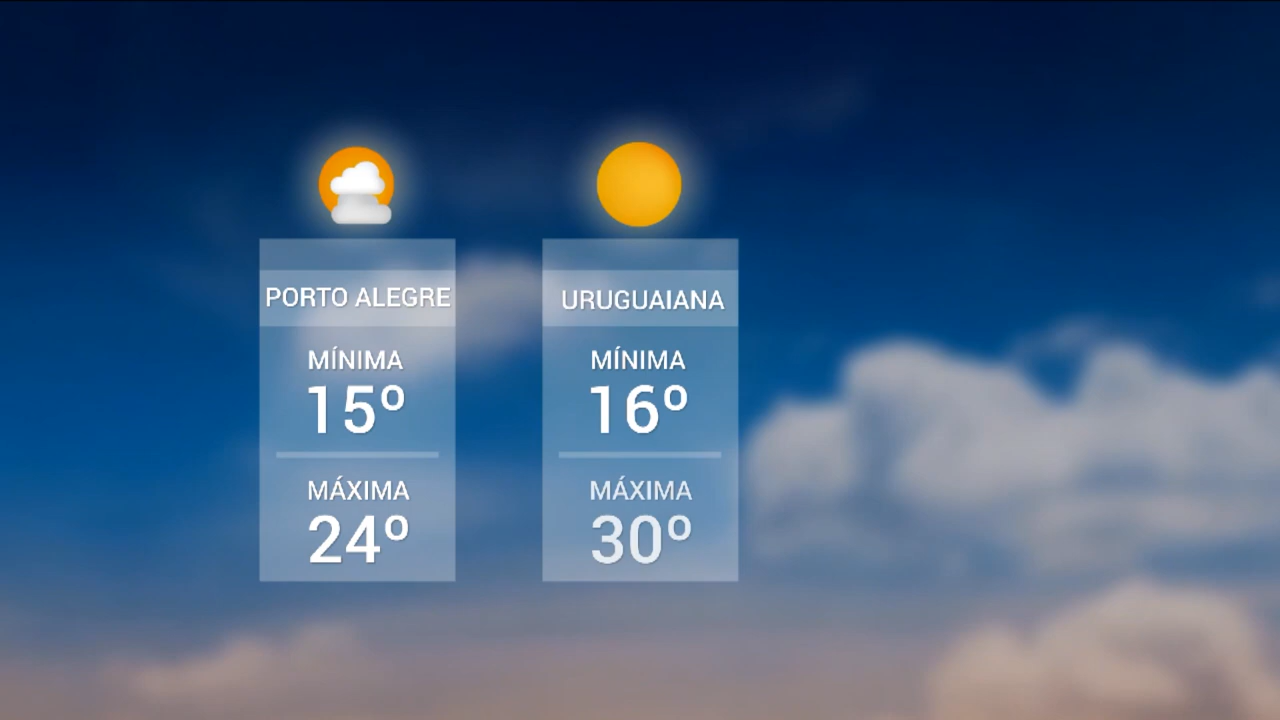 PORTO ALEGRE
MÍNIMA
15º
MÁXIMA
24º
URUGUAIANA
MÍNIMA
16º
MÁXIMA
30º